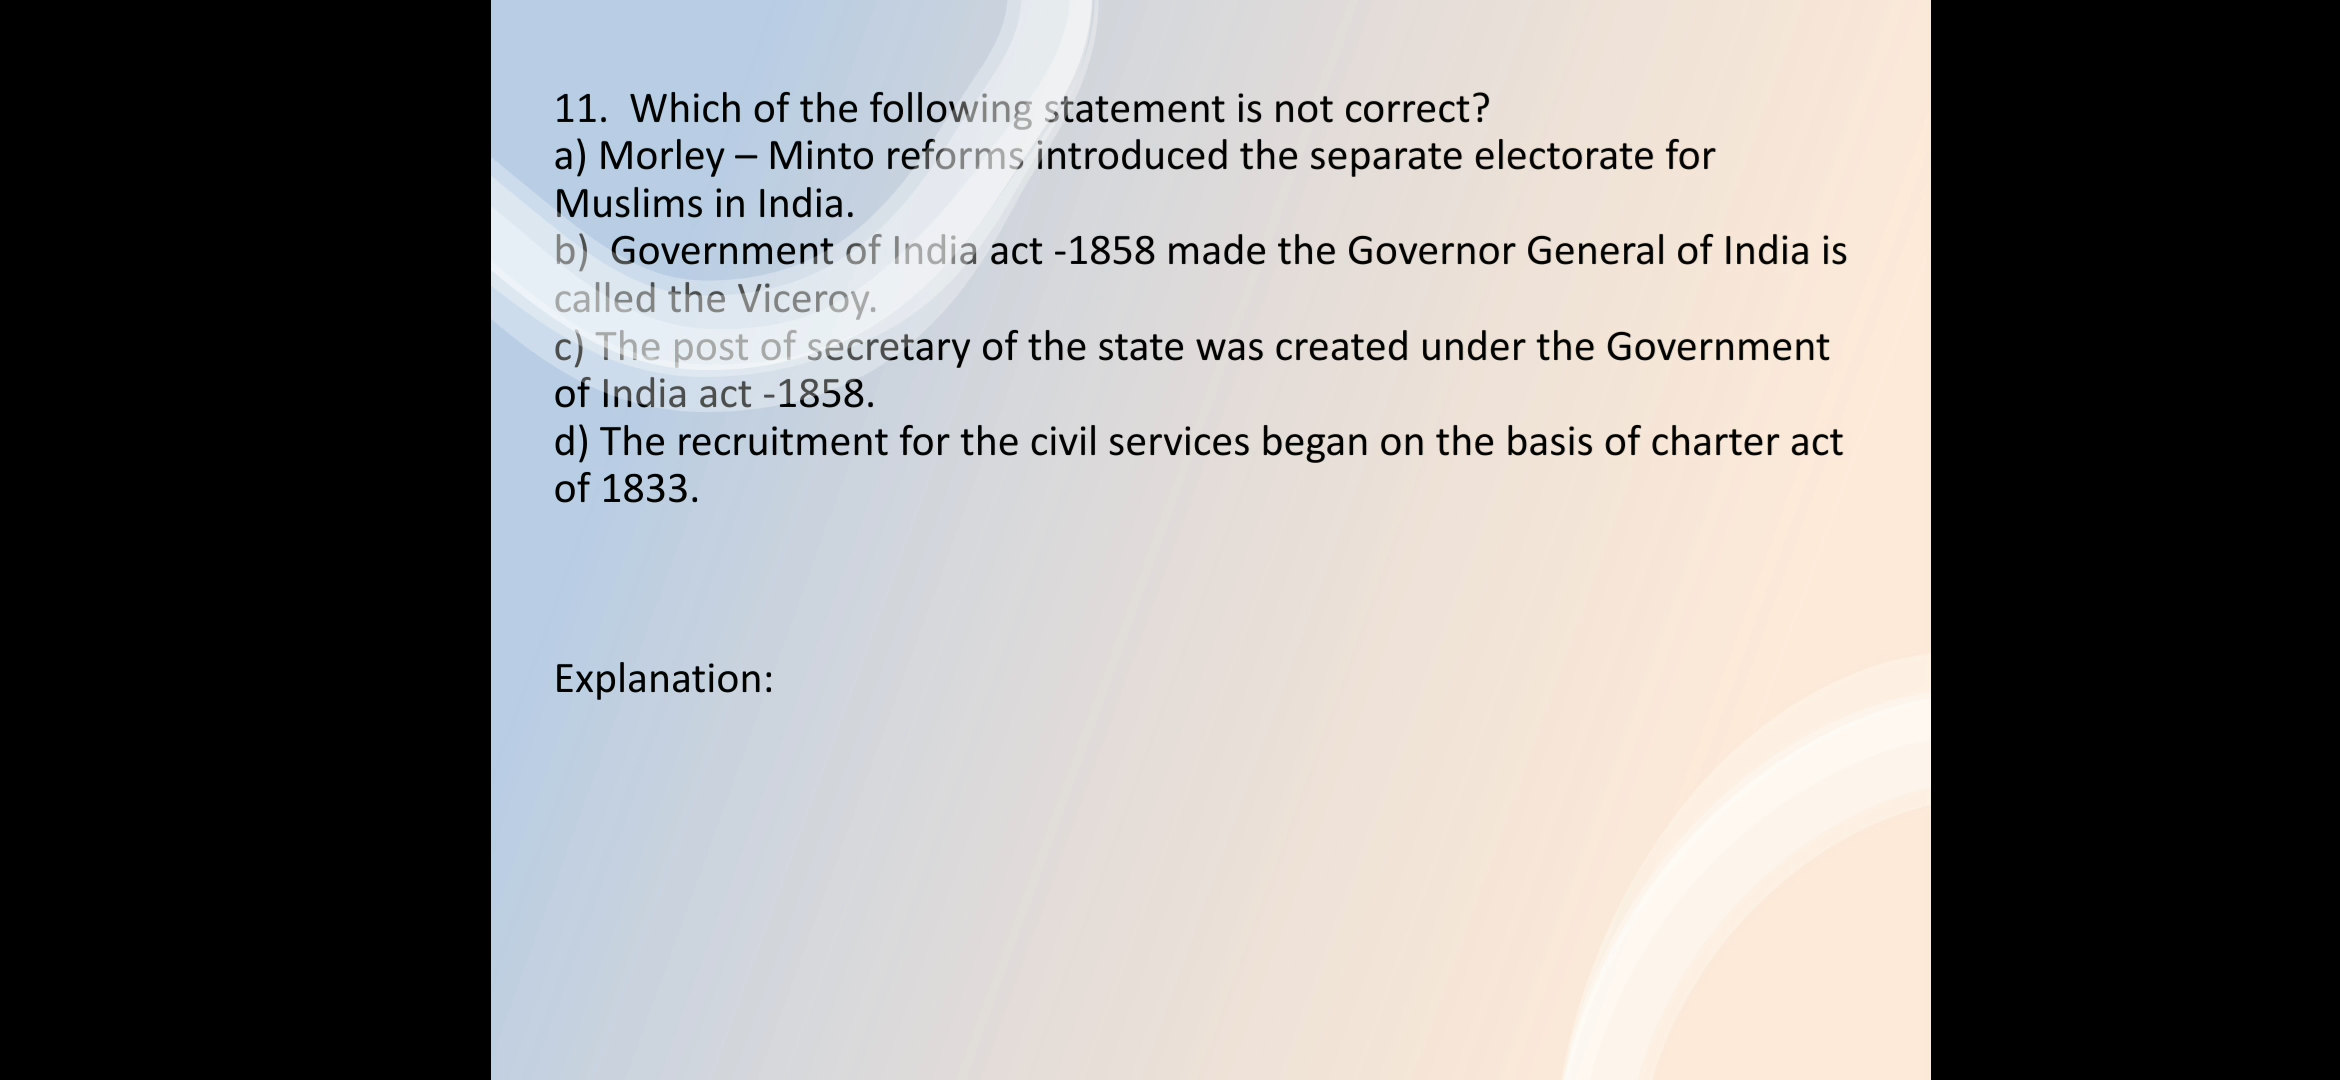 11.  Which of the following statement is not correct?
a) Morley – Minto reforms introduced the separate electorate for
Muslims in India.
b)  Government of India act -1858 made the Governor General of India is
called the Viceroy.
c) The post of secretary of the state was created under the Government
of India act -1858.
d) The recruitment for the civil services began on the basis of charter act
of 1833.
Explanation: